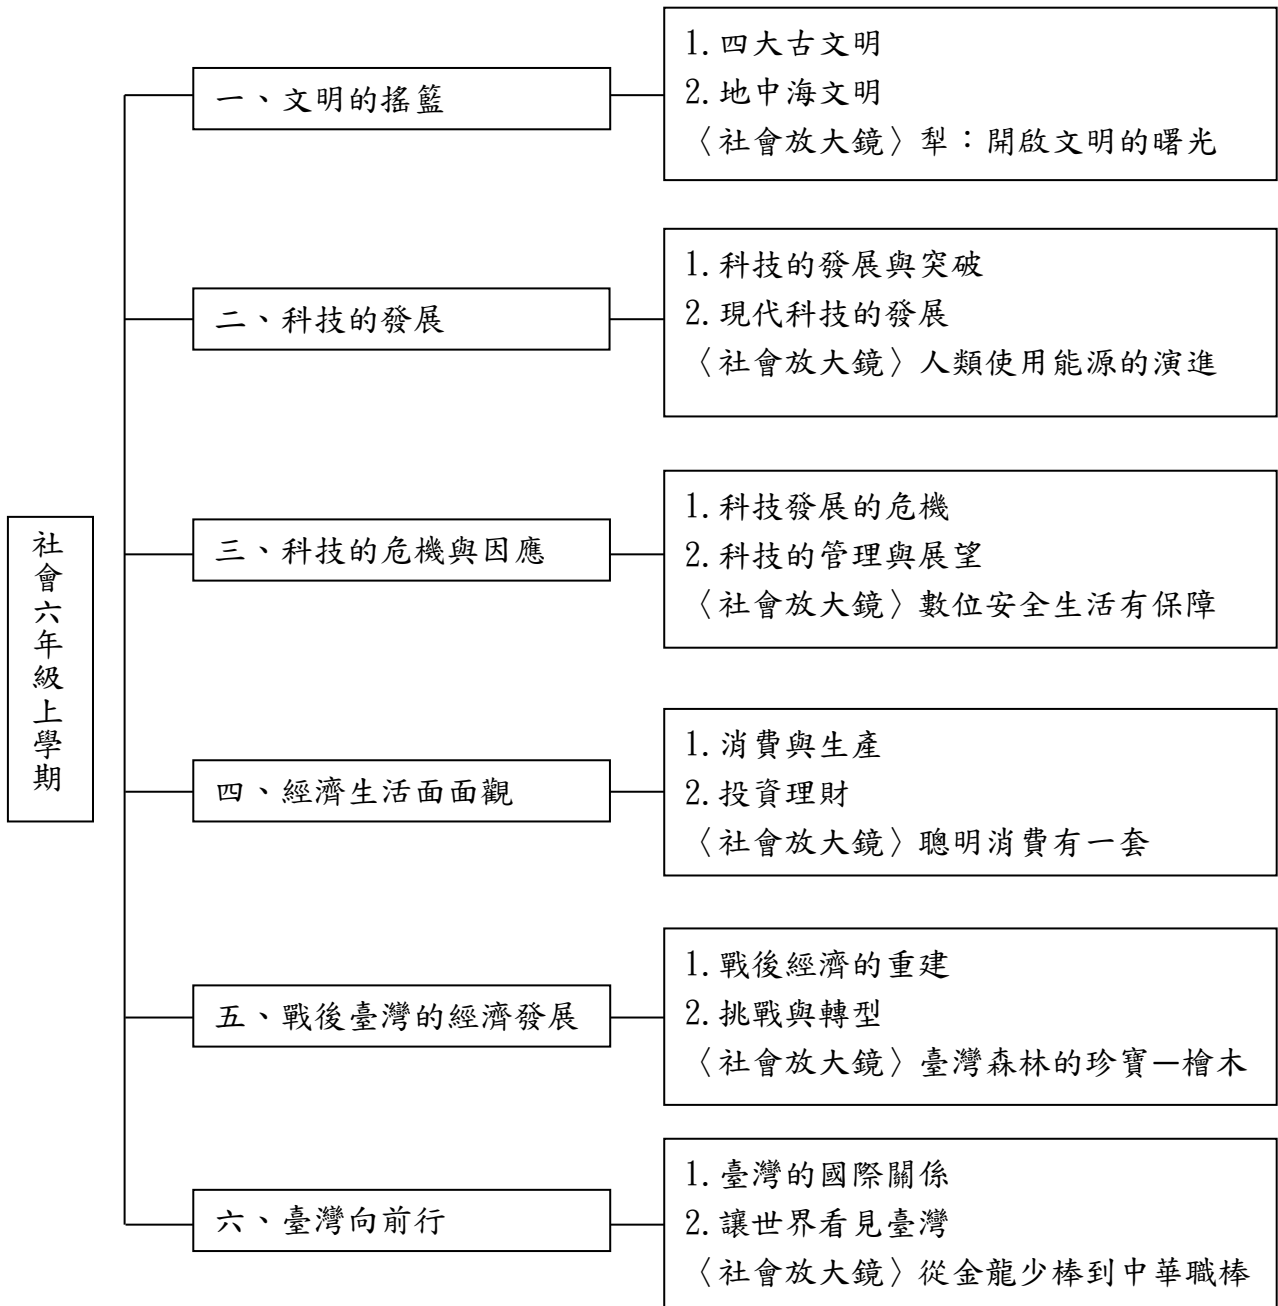 社會六年級上學期
一、文明的搖籃
1.四大古文明
2.地中海文明
〈社會放大鏡〉犁：開啟文明的曙光
二、科技的發展
1.科技的發展與突破
2.現代科技的發展
〈社會放大鏡〉人類使用能源的演進
三、科技的危機與因應
1.科技發展的危機
2.科技的管理與展望
〈社會放大鏡〉數位安全生活有保障
四、經濟生活面面觀
1.消費與生產
2.投資理財
〈社會放大鏡〉聰明消費有一套
五、戰後臺灣的經濟發展
1.戰後經濟的重建
2.挑戰與轉型
〈社會放大鏡〉臺灣森林的珍寶—檜木
六、臺灣向前行
1.臺灣的國際關係
2.讓世界看見臺灣
〈社會放大鏡〉從金龍少棒到中華職棒